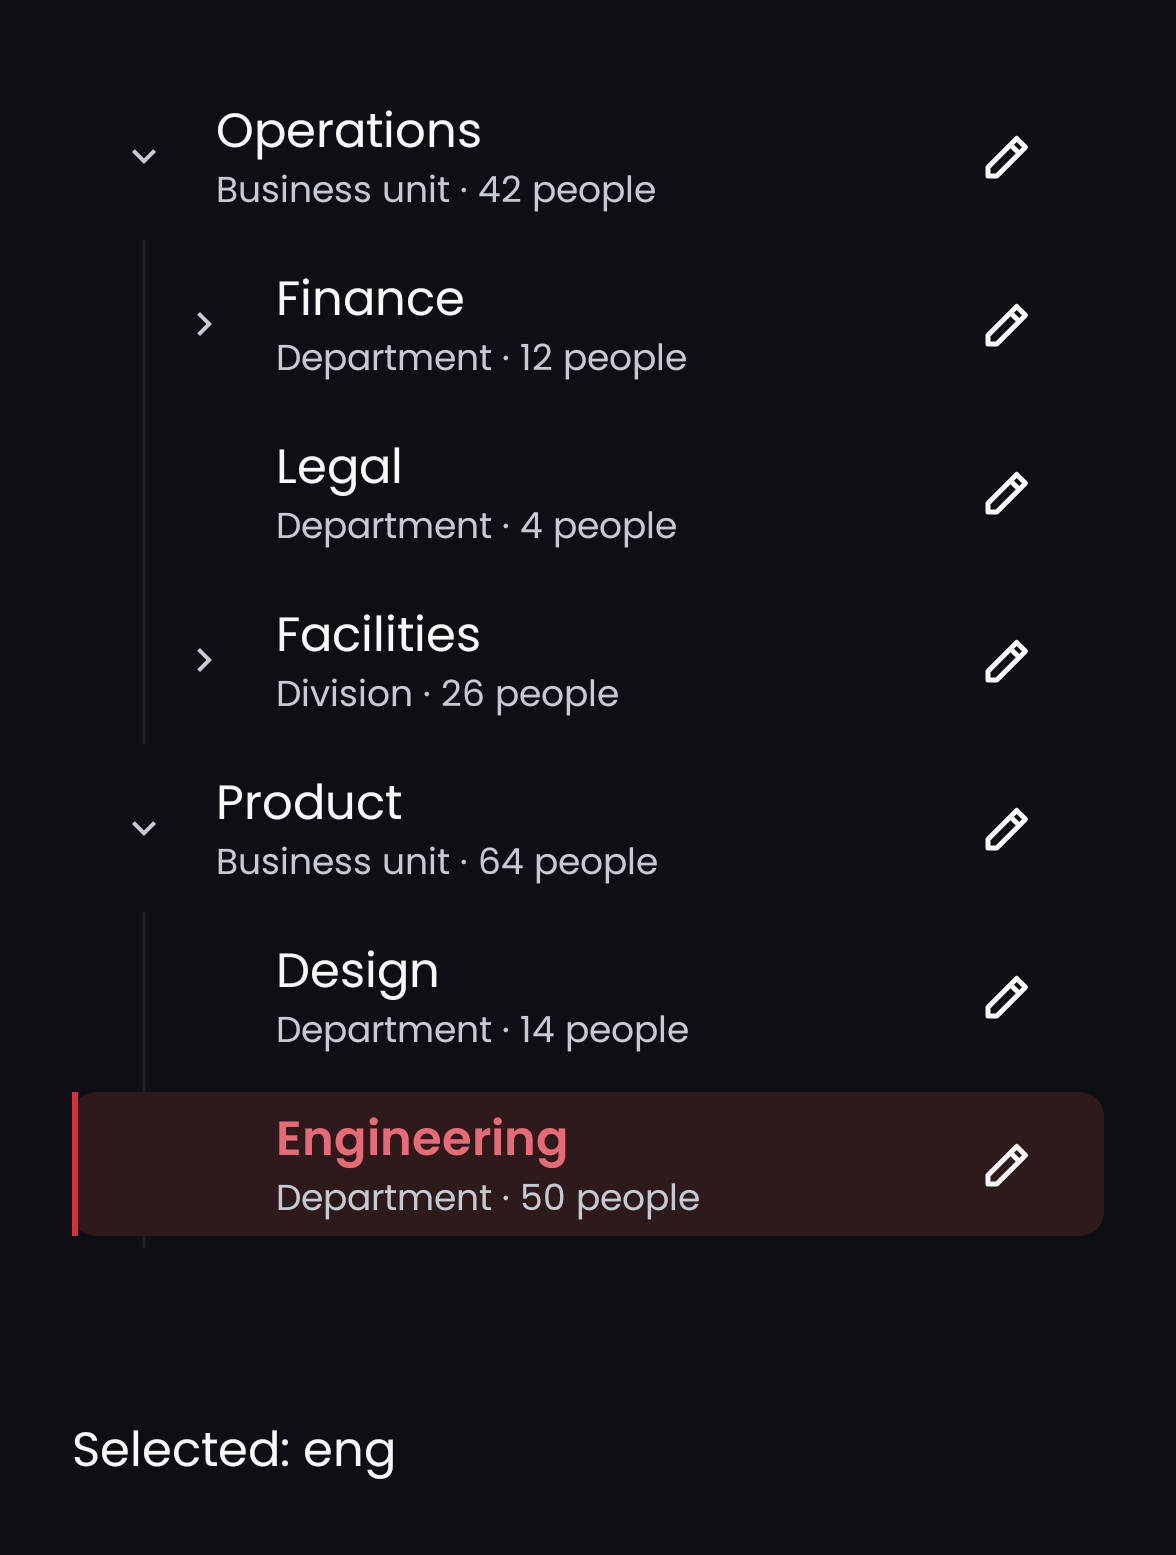 Operations
Business unit · 42 people
Finance
Department · 12 people
Legal
Department · 4 people
Facilities
Division · 26 people
Product
Business unit · 64 people
Design
Department · 14 people
Engineering
Department · 50 people
Selected: eng